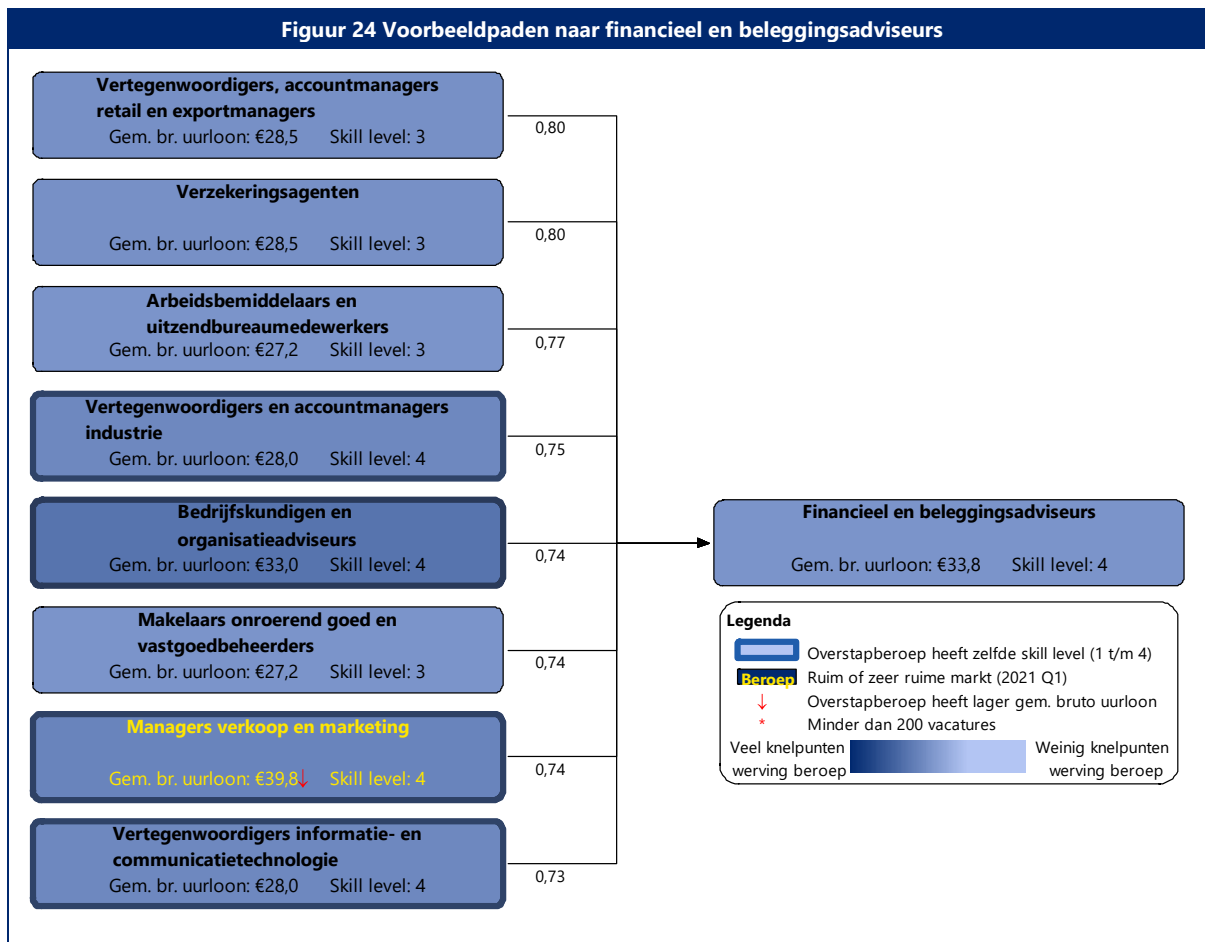 Figuur 24 Voorbeeldpaden naar financieel en beleggingsadviseurs
Vertegenwoordigers, accountmanagers
retail en exportmanagers
Gem. br. uurloon: €28,5 Skill level: 3
0,80
Verzekeringsagenten
Gem. br. uurloon: €28,5 Skill level: 3
0,80
Arbeidsbemiddelaars en
uitzendbureaumedewerkers
Gem. br. uurloon: €27,2 Skill level: 3
0,77
Vertegenwoordigers en accountmanagers
industrie
Gem. br. uurloon: €28,0 Skill level: 4
0,75
Bedrijfskundigen en
organisatieadviseurs
Gem. br. uurloon: €33,0 Skill level: 4
0,74
Makelaars onroerend goed en
vastgoedbeheerders
Gem. br. uurloon: €27,2 Skill level: 3
0,74
Managers verkoop en marketing
Gem. br. uurloon: €39,8↓ Skill level: 4
0,74
Vertegenwoordigers informatie- en
communicatietechnologie
Gem. br. uurloon: €28,0 Skill level: 4
0,73
Financieel en beleggingsadviseurs
Gem. br. uurloon: €33,8 Skill level: 4
Legenda
Overstapberoep heeft zelfde skill level (1 t/m 4)
Beroep Ruim of zeer ruime markt (2021 Q1)
↓ Overstapberoep heeft lager gem. bruto uurloon
* Minder dan 200 vacatures
Veel knelpunten Weinig knelpunten
werving beroep werving beroep